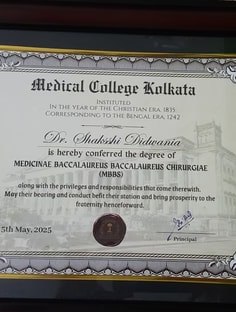 Medical College Kolkata
INSTITUTED
IN THE YEAR OF THE CHRISTIAN ERA, 1835;
CORRESPONDING TO THE BENGAL ERA, 1242
Dr. Shakshi Didwania
is hereby conferred the degree of
MEDICINAE BACCALAUREUS BACCALAUREUS CHIRURGIAE
(MBBS)
along with the privileges and responsibilities that come therewith.
May their bearing and conduct befit their station and bring prosperity to the
fraternity henceforward.
5th May, 2025
Principal